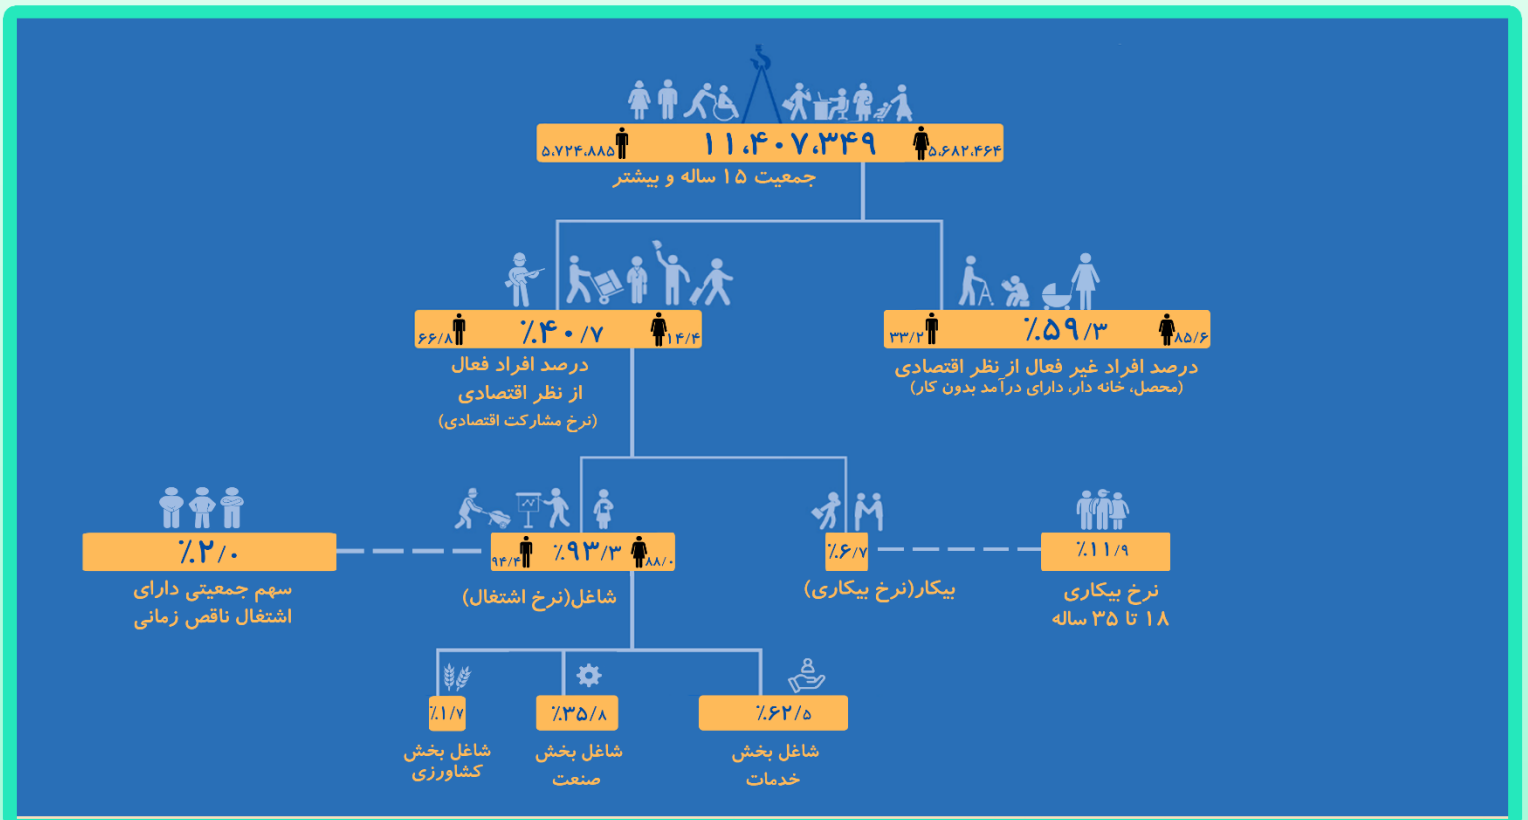 ۵،۷۲۴،۸۸۵ ۱۱،۴۰۷،۳۴۹ ۵،۶۸۲،۴۶۴
جمعیت ۱۵ ساله و بیشتر
۸۵/۶ ٪۵۹/۳ ۳۳/۲
درصد افراد غیر فعال از نظر اقتصادی
(محصل، خانه دار، دارای درآمد بدون کار)
۱۴/۴ ٪۴۰/۷ ۶۶/۸
درصد افراد فعال
از نظر اقتصادی
(نرخ مشارکت اقتصادی)
٪۱۱/۹
نرخ بیکاری
۱۸ تا ۳۵ ساله
٪۶/۷
بیکار(نرخ بیکاری)
۸۸/۰ ٪۹۳/۳ ۹۴/۴
شاغل(نرخ اشتغال)
٪۲/۰
سهم جمعیتی دارای
اشتغال ناقص زمانی
٪۶۲/۵
شاغل بخش
خدمات
٪۳۵/۸
شاغل بخش
صنعت
٪۱/۷
شاغل بخش
کشاورزی